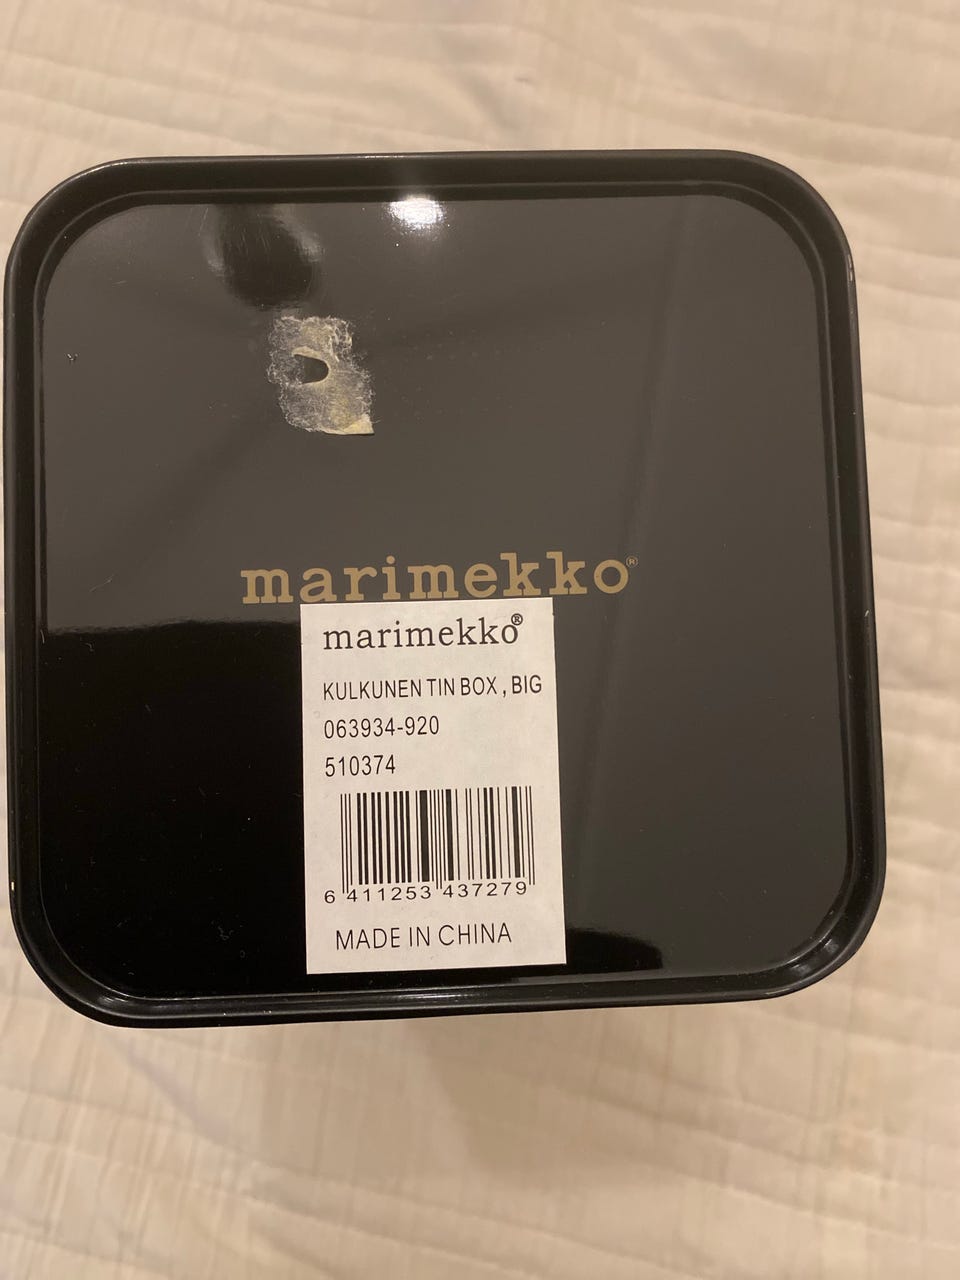 marimekko®
marimekko®
KULKUNEN TIN BOX , BIG
063934-920
510374
6 411253 437279
MADE IN CHINA